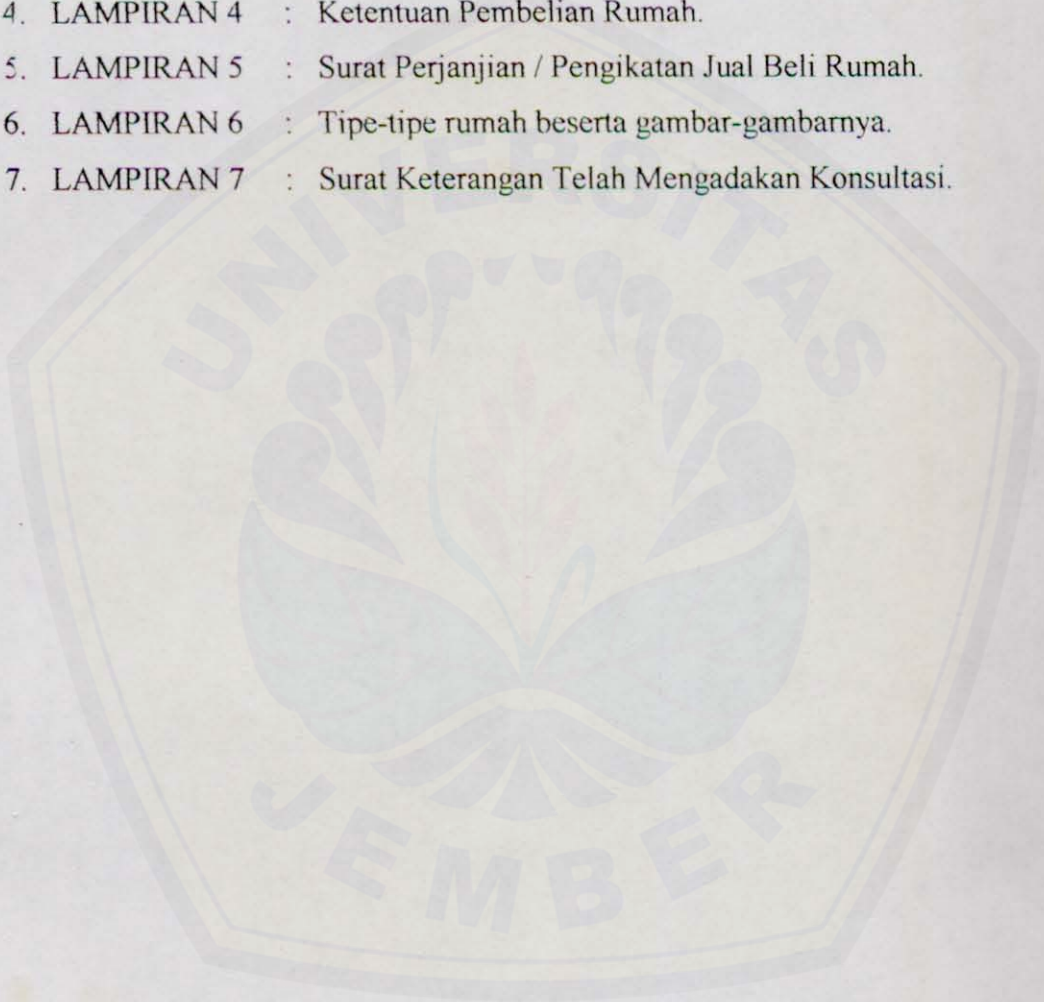 4. LAMPIRAN 4 : Ketentuan Pembelian Rumah.
5. LAMPIRAN 5 : Surat Perjanjian / Pengikatan Jual Beli Rumah.
6. LAMPIRAN 6 : Tipe-tipe rumah beserta gambar-gambarnya.
7. LAMPIRAN 7 : Surat Keterangan Telah Mengadakan Konsultasi.
UNIVERSITAS
JEMBER